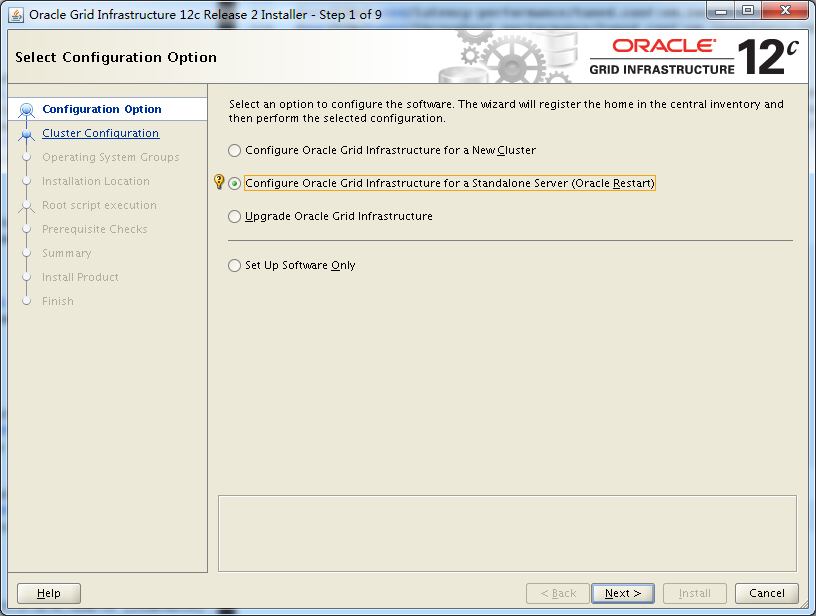 Oracle Grid Infrastructure 12c Release 2 Installer - Step 1 of 9
Select Configuration Option
ORACLE
GRID INFRASTRUCTURE
12c
Configuration Option
Cluster Configuration
Operating System Groups
Installation Location
Root script execution
Prerequisite Checks
Summary
Install Product
Finish
Select an option to configure the software. The wizard will register the home in the central inventory and
then perform the selected configuration.
Configure Oracle Grid Infrastructure for a New Cluster
Configure Oracle Grid Infrastructure for a Standalone Server (Oracle Restart)
Upgrade Oracle Grid Infrastructure
Set Up Software Only
Help
< Back
Next >
Install
Cancel